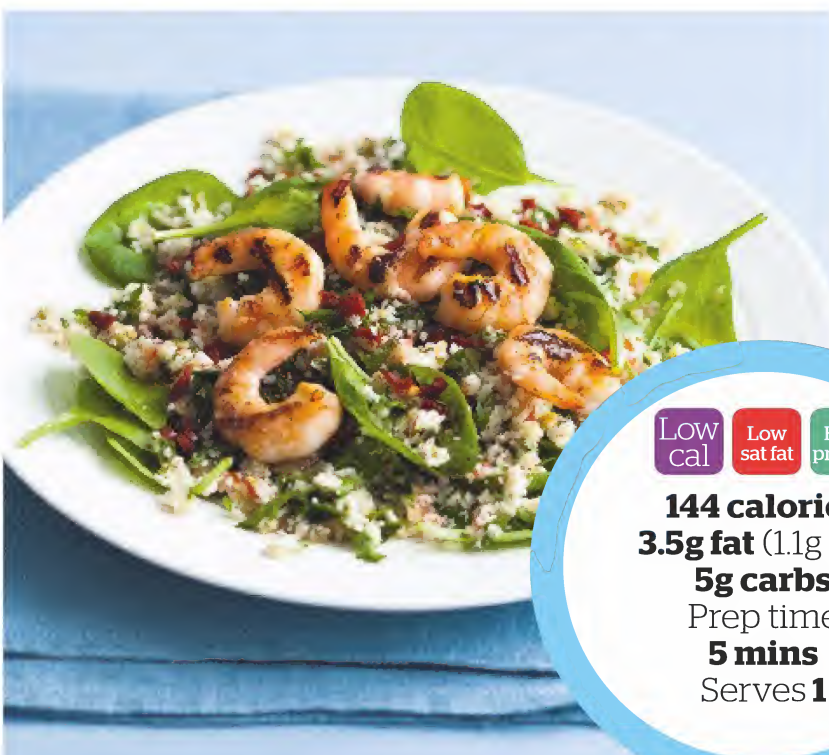 Low
cal
Low
sat fat
144 calori
3.5g fat (1.1g
5g carbs
Prep time
5 mins
Serves 1